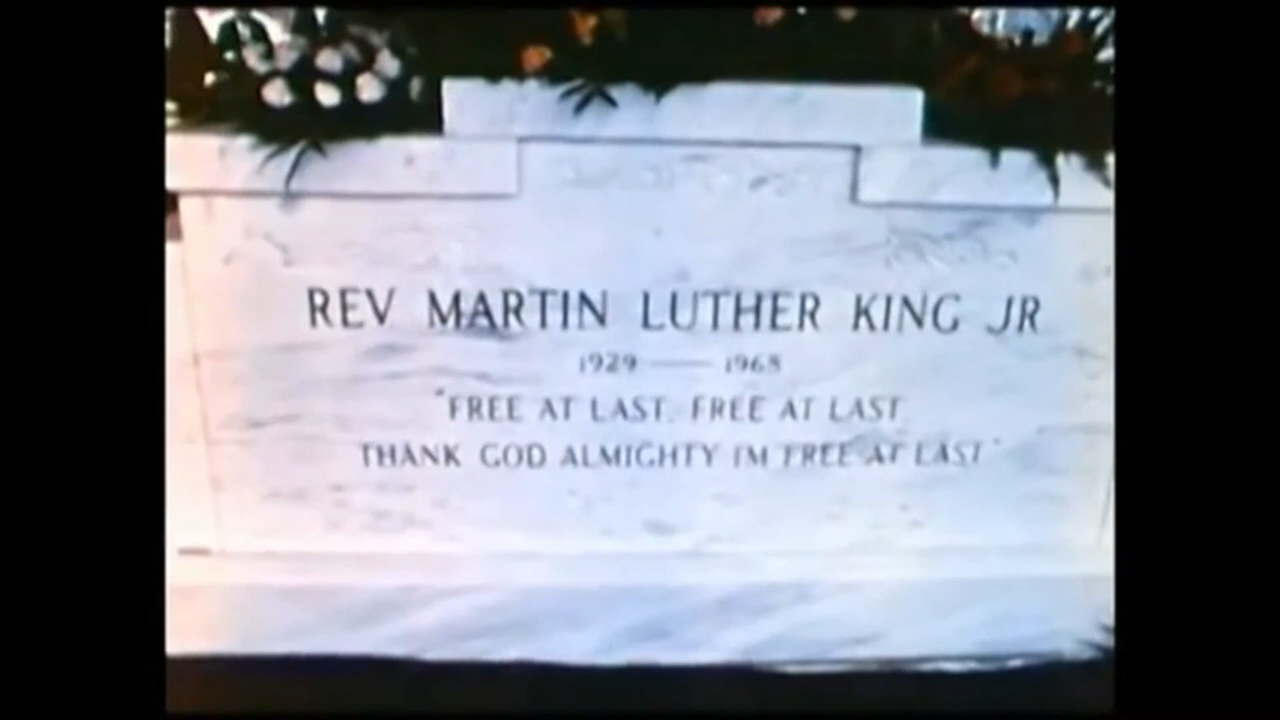 REV MARTIN LUTHER KING JR
1929 — 1968
"FREE AT LAST, FREE AT LAST
THANK GOD ALMIGHTY I'M FREE AT LAST"